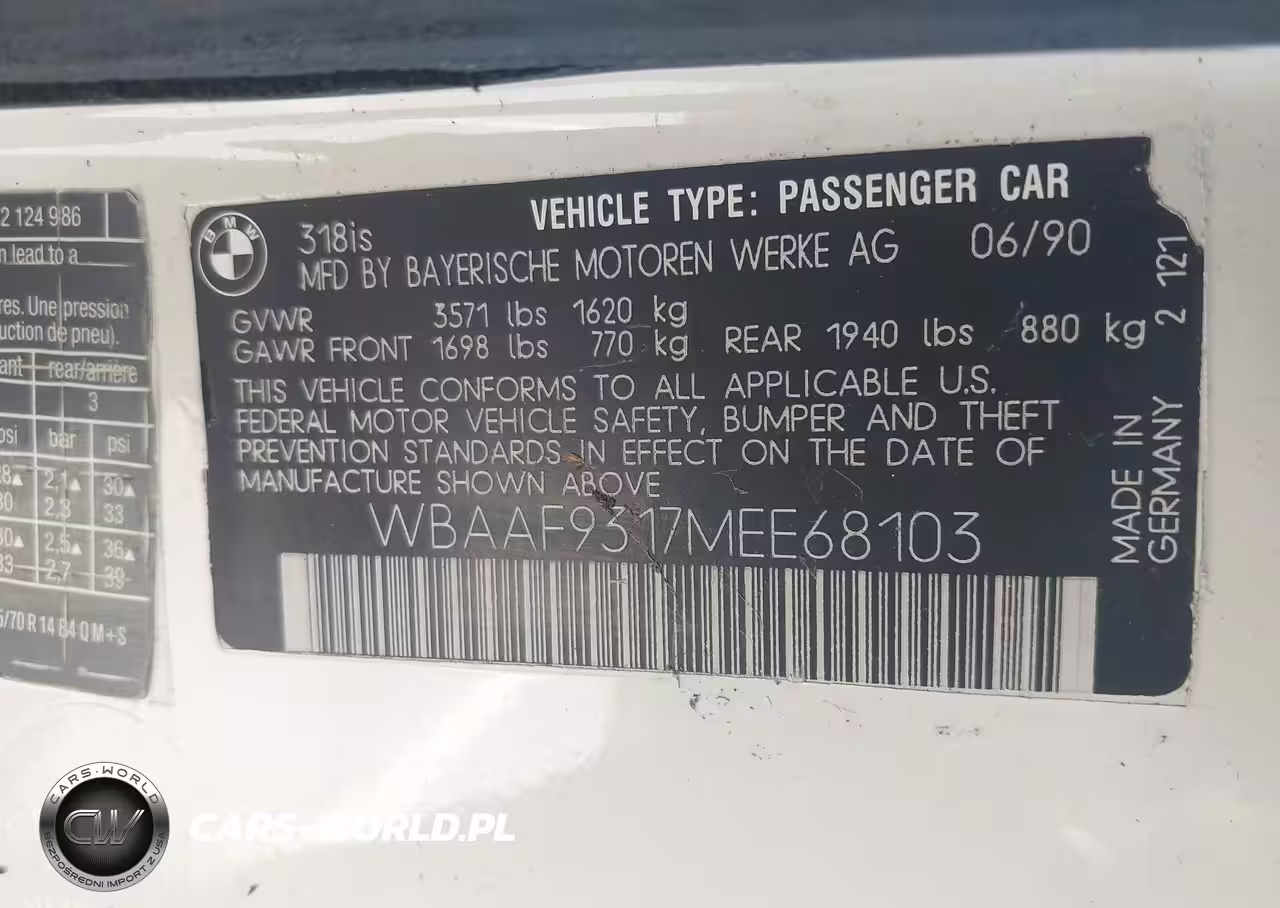 2 124 986
n lead to a
res. Une pression
uction de pneu).
ant rear/arrière
3
psi bar psi
28▲ 2,1▲ 30▲
30 2,3 33
30▲ 2,5▲ 36▲
33 2,7 39
5/70 R 14 84 Q M+S
BMW
VEHICLE TYPE: PASSENGER CAR
318is
MFD BY BAYERISCHE MOTOREN WERKE AG 06/90
GVWR 3571 lbs 1620 kg
GAWR FRONT 1698 lbs 770 kg REAR 1940 lbs 880 kg
THIS VEHICLE CONFORMS TO ALL APPLICABLE U.S.
FEDERAL MOTOR VEHICLE SAFETY, BUMPER AND THEFT
PREVENTION STANDARDS IN EFFECT ON THE DATE OF
MANUFACTURE SHOWN ABOVE
WBAAF9317MEE68103
MADE IN
GERMANY 2 121
CARS-WORLD
CW
BEZPOŚREDNI IMPORT Z USA
CARS-WORLD.PL